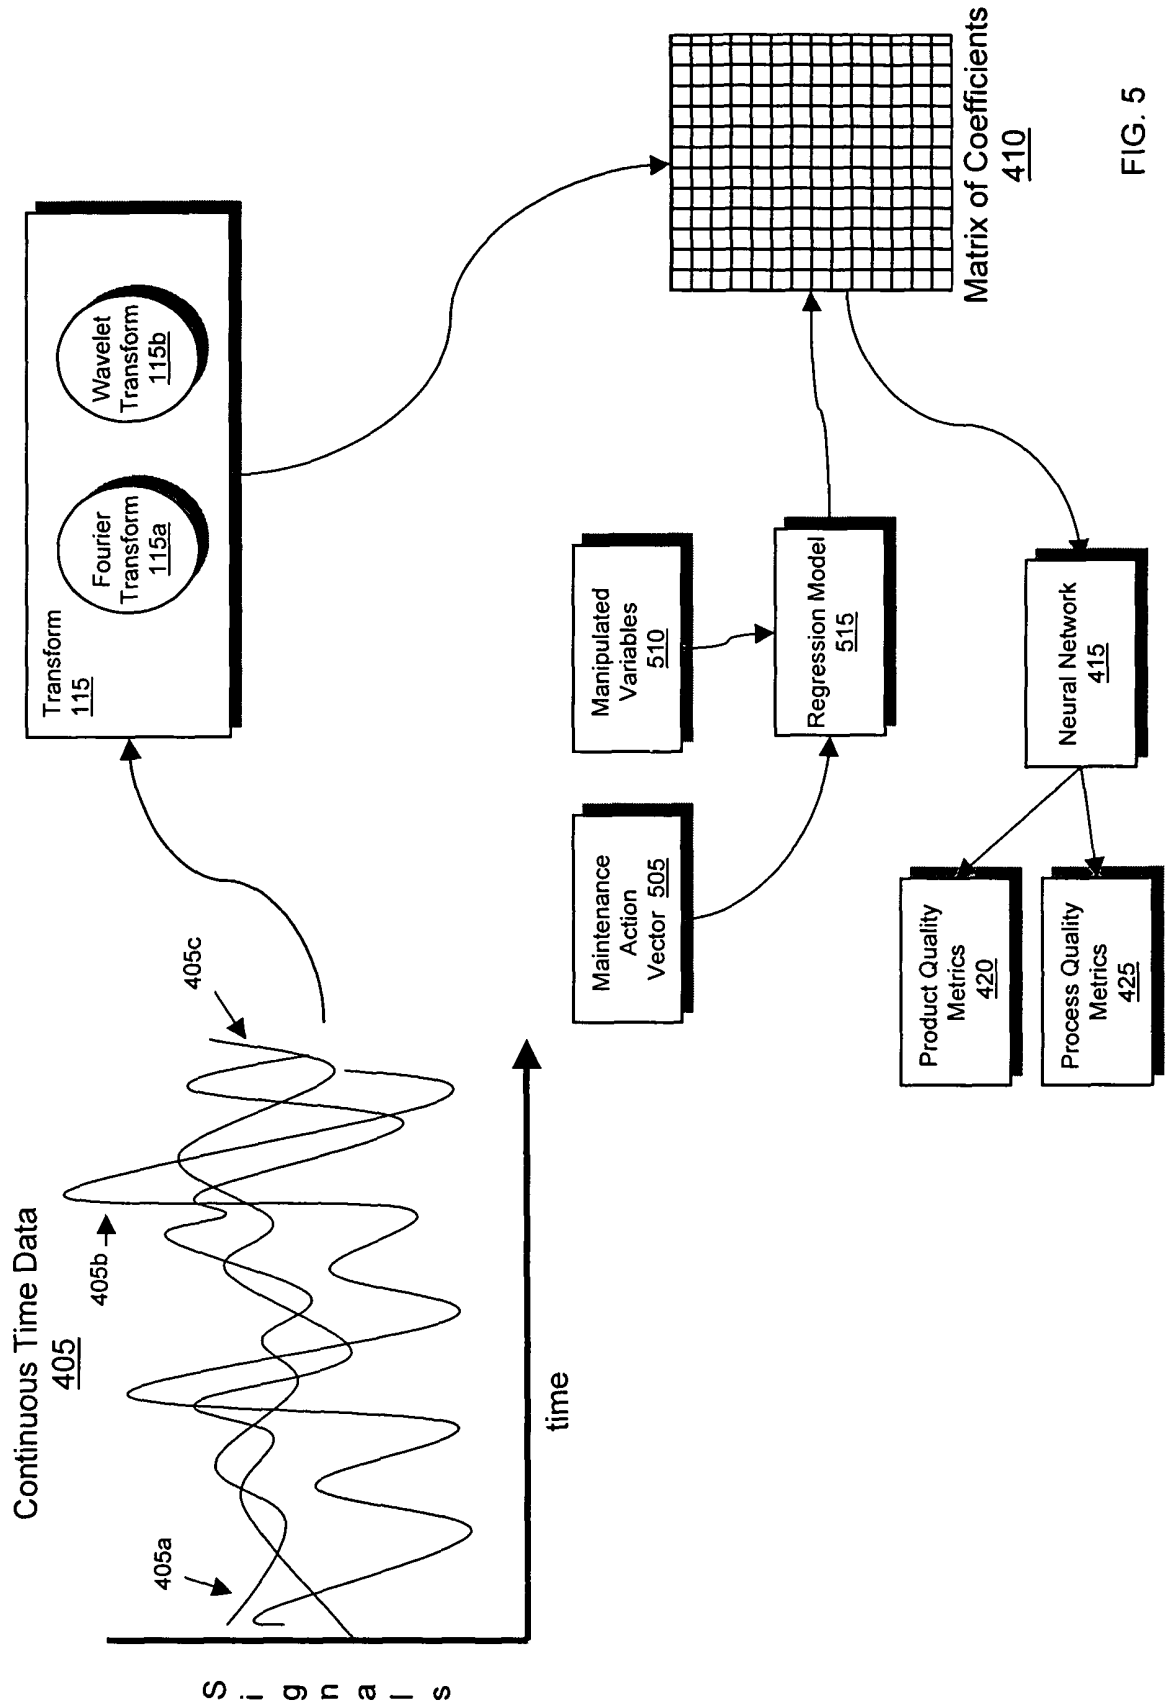 Continuous Time Data
405
405a
405b
405c
Signals
time
Transform
115
Fourier
Transform
115a
Wavelet
Transform
115b
Maintenance
Action
Vector 505
Manipulated
Variables
510
Regression Model
515
Matrix of Coefficients
410
Product Quality
Metrics
420
Process Quality
Metrics
425
Neural Network
415
FIG. 5